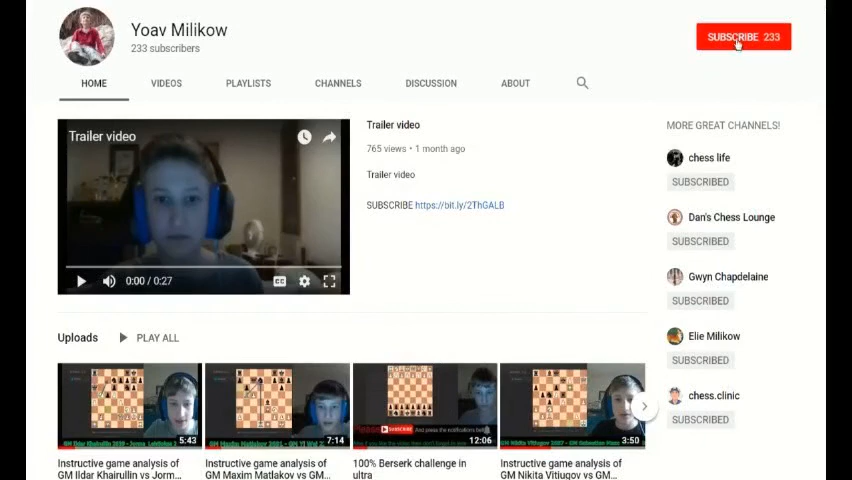 Yoav Milikow
233 subscribers
SUBSCRIBE 233
HOME VIDEOS PLAYLISTS CHANNELS DISCUSSION ABOUT
Trailer video
0:00 / 0:27
Trailer video
765 views • 1 month ago
Trailer video
SUBSCRIBE https://bit.ly/2ThGALB
MORE GREAT CHANNELS!
chess life
SUBSCRIBED
Dan's Chess Lounge
SUBSCRIBED
Gwyn Chapdelaine
SUBSCRIBED
Elie Milikow
SUBSCRIBED
chess.clinic
SUBSCRIBED
Uploads PLAY ALL
5:43
Instructive game analysis of
GM Ildar Khairullin vs Jorm...
7:14
Instructive game analysis of
GM Maxim Matlakov vs GM...
SUBSCRIBE
12:06
100% Berserk challenge in
ultra
3:50
Instructive game analysis of
GM Nikita Vitiugov vs GM...